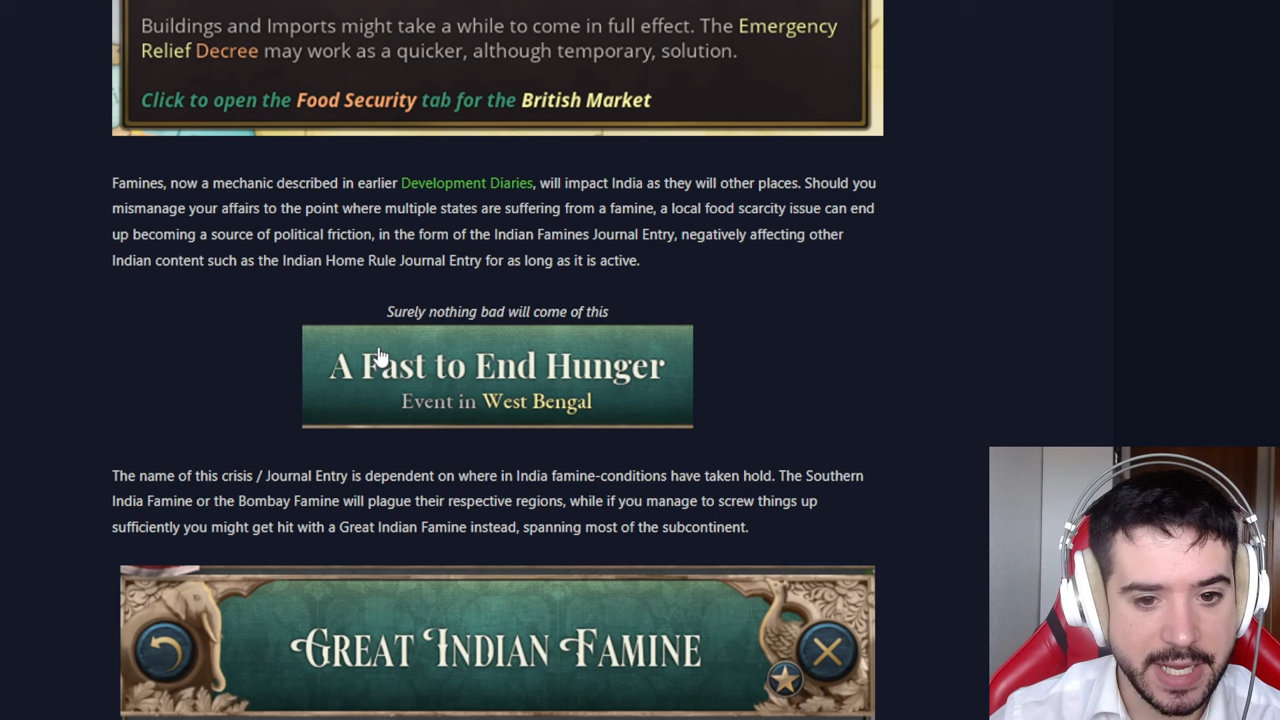 Buildings and Imports might take a while to come in full effect. The Emergency
Relief Decree may work as a quicker, although temporary, solution.
Click to open the Food Security tab for the British Market
Famines, now a mechanic described in earlier Development Diaries, will impact India as they will other places. Should you
mismanage your affairs to the point where multiple states are suffering from a famine, a local food scarcity issue can end
up becoming a source of political friction, in the form of the Indian Famines Journal Entry, negatively affecting other
Indian content such as the Indian Home Rule Journal Entry for as long as it is active.
Surely nothing bad will come of this
A Fast to End Hunger
Event in West Bengal
The name of this crisis / Journal Entry is dependent on where in India famine-conditions have taken hold. The Southern
India Famine or the Bombay Famine will plague their respective regions, while if you manage to screw things up
sufficiently you might get hit with a Great Indian Famine instead, spanning most of the subcontinent.
GREAT INDIAN FAMINE